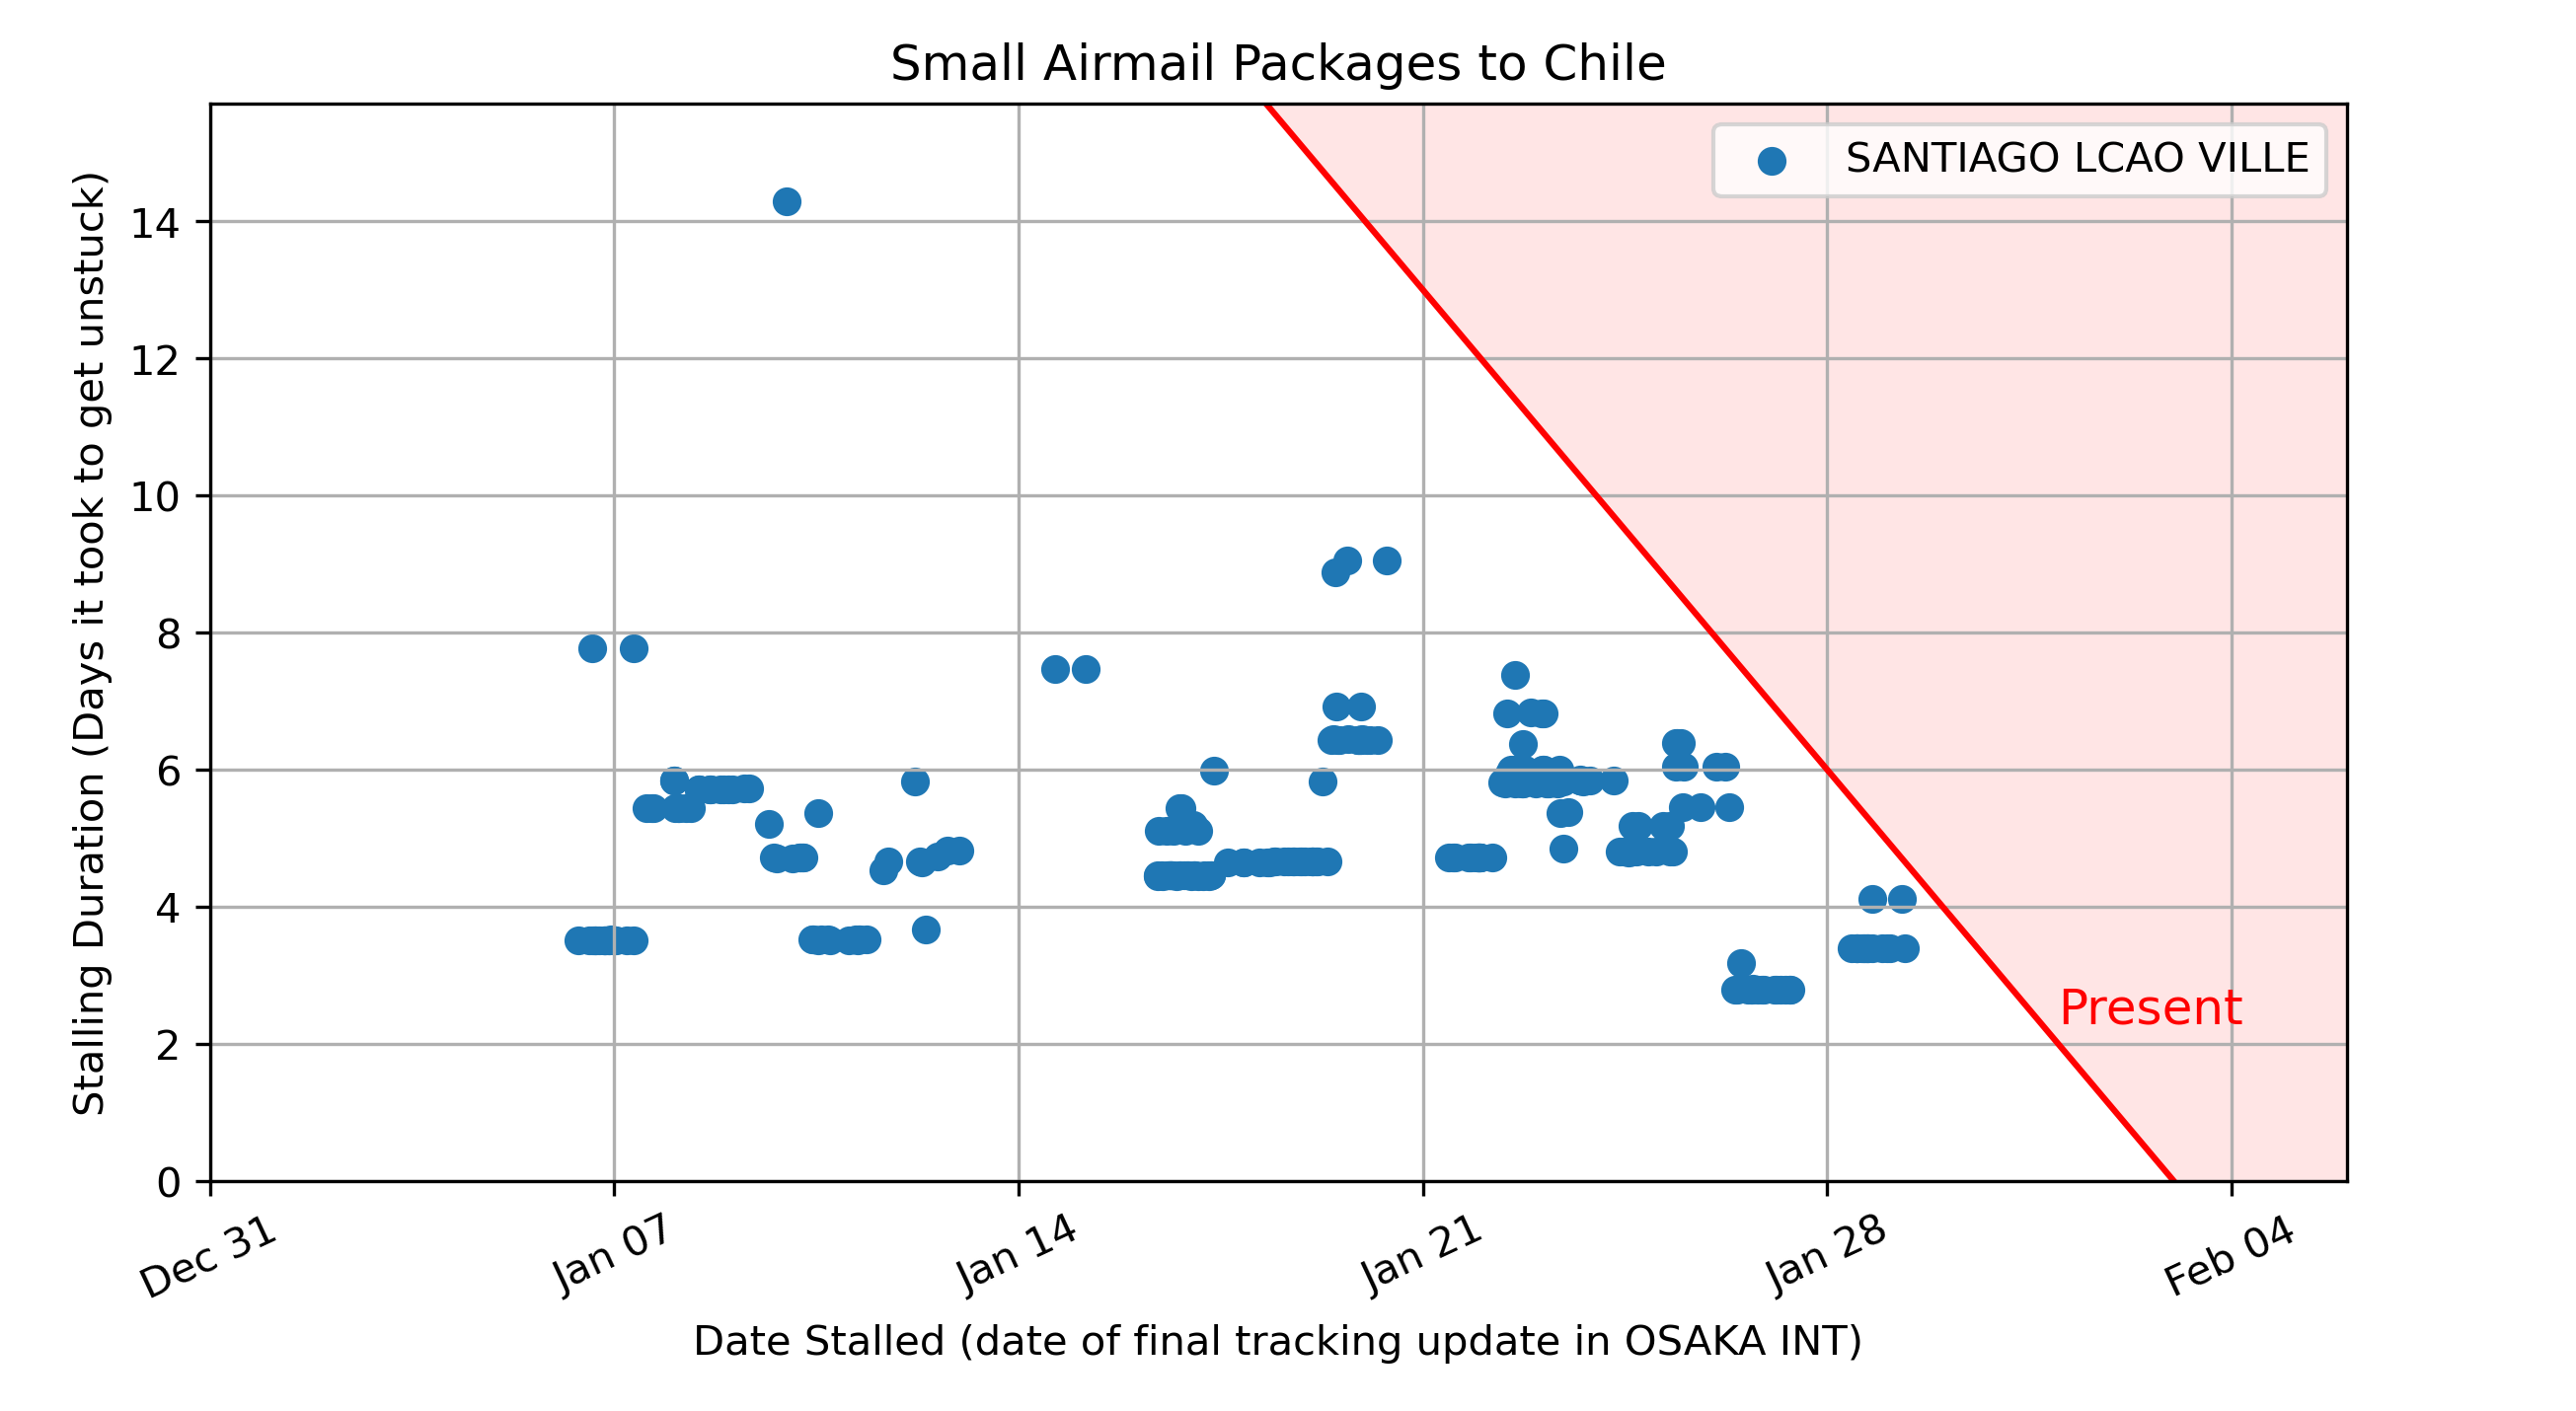 Small Airmail Packages to Chile
SANTIAGO LCAO VILLE
Stalling Duration (Days it took to get unstuck)
14
12
10
8
6
4
2
0
Present
Dec 31
Jan 07
Jan 14
Jan 21
Jan 28
Feb 04
Date Stalled (date of final tracking update in OSAKA INT)